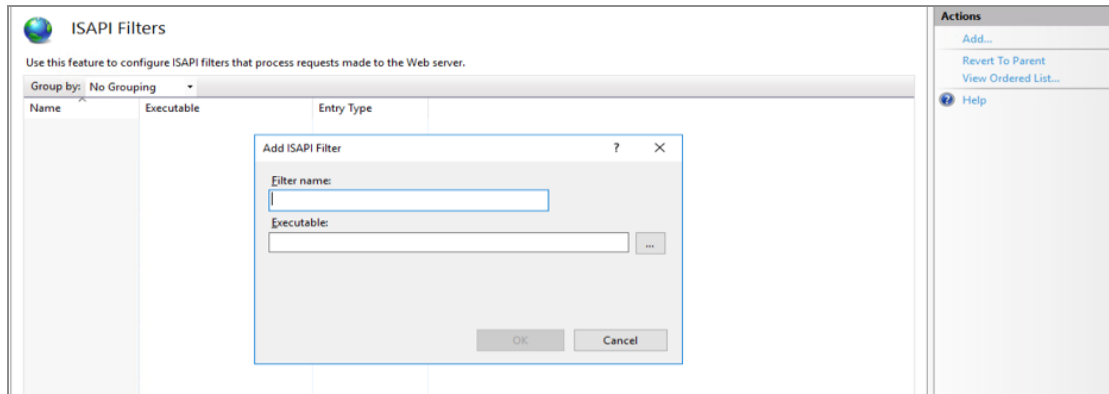 ISAPI Filters
Use this feature to configure ISAPI filters that process requests made to the Web server.
Group by: No Grouping
Name Executable Entry Type
Add ISAPI Filter ? X
Filter name:
Executable:
...
OK Cancel
Actions
Add...
Revert To Parent
View Ordered List...
? Help